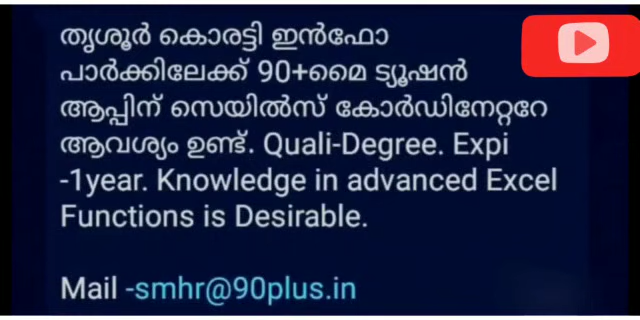 തൃശൂർ കൊരട്ടി ഇൻഫോ
പാർക്കിലേക്ക് 90+മൈ ട്യൂഷൻ
ആപ്പിന് സെയിൽസ് കോർഡിനേറ്ററേ
ആവശ്യം ഉണ്ട്. Quali-Degree. Expi
-1year. Knowledge in advanced Excel
Functions is Desirable.
Mail -smhr@90plus.in